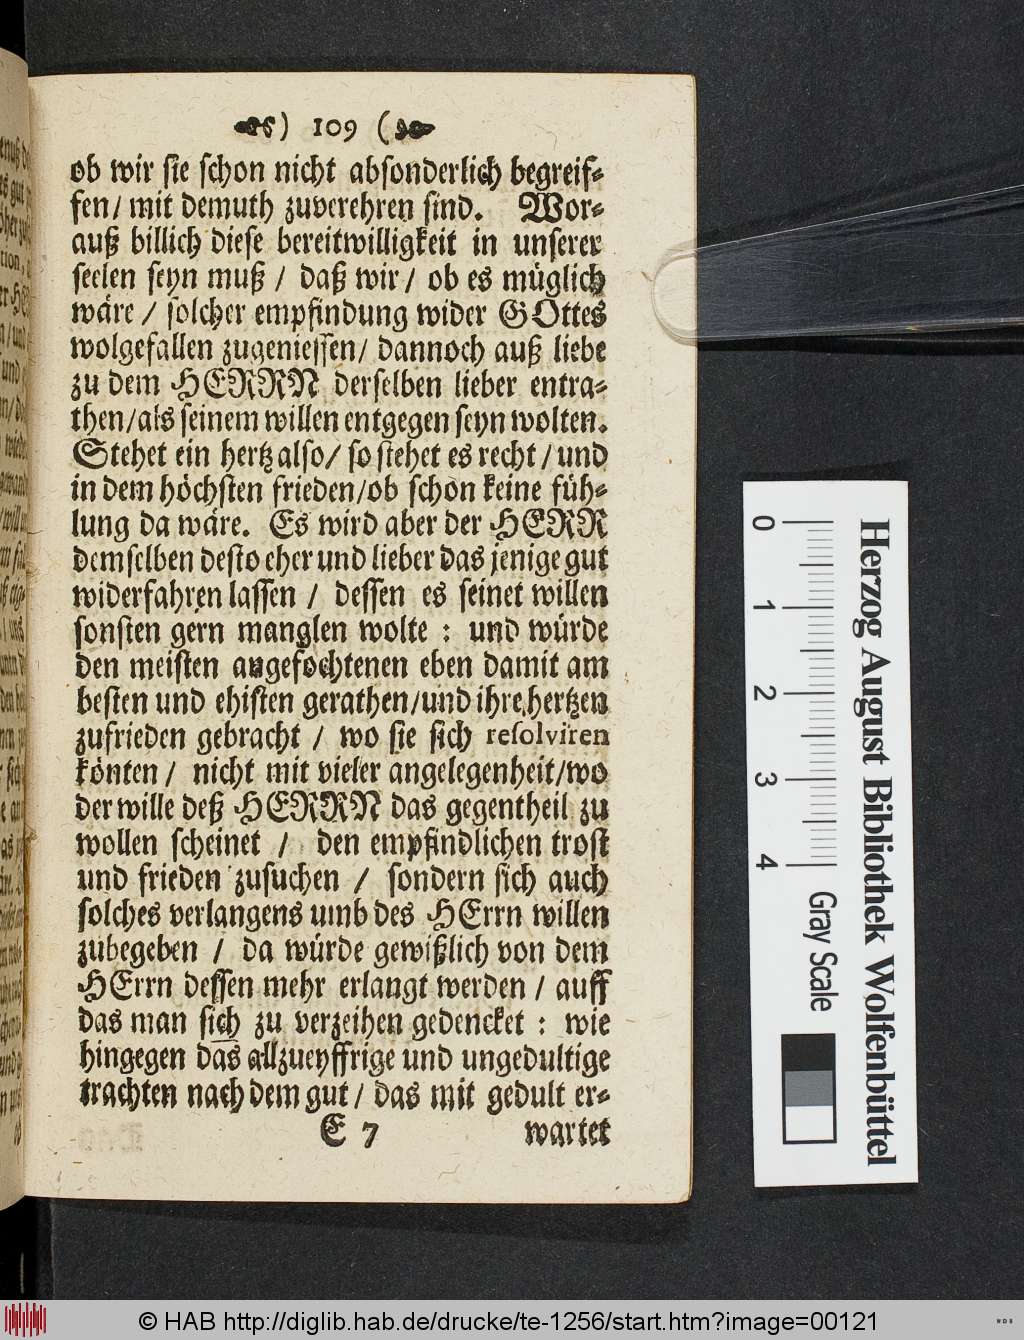 ) 109 (
ob wir sie schon nicht absonderlich begreif-
fen/ mit demuth zuverehren sind. Wor-
auß billich diese bereitwilligkeit in unserer
seelen seyn muß / daß wir / ob es müglich
wäre / solcher empfindung wider GOttes
wolgefallen zugeniessen/ dannoch auß liebe
zu dem HERRN derselben lieber entra-
then/als seinem willen entgegen seyn wolten.
Stehet ein hertz also/ so stehet es recht / und
in dem höchsten frieden/ob schon keine füh-
lung da wäre. Es wird aber der HERR
demselben desto eher und lieber das jenige gut
widerfahren lassen / dessen es seinet willen
sonsten gern manglen wolte : und würde
den meisten angefochtenen eben damit am
besten und ehisten gerathen/und ihre hertzen
zufrieden gebracht / wo sie sich resolviren
könten / nicht mit vieler angelegenheit/wo
der wille deß HERRN das gegentheil zu
wollen scheinet / den empfindlichen trost
und frieden zusuchen / sondern sich auch
solches verlangens umb des HErrn willen
zubegeben / da würde gewißlich von dem
HErrn dessen mehr erlangt werden / auff
das man sich zu verzeihen gedencket : wie
hingegen das allzueyffrige und ungedultige
trachten nach dem gut / das mit gedult er-
E 7 wartet
Herzog August Bibliothek Wolfenbüttel
0 1 2 3 4 Gray Scale
© HAB http://diglib.hab.de/drucke/te-1256/start.htm?image=00121